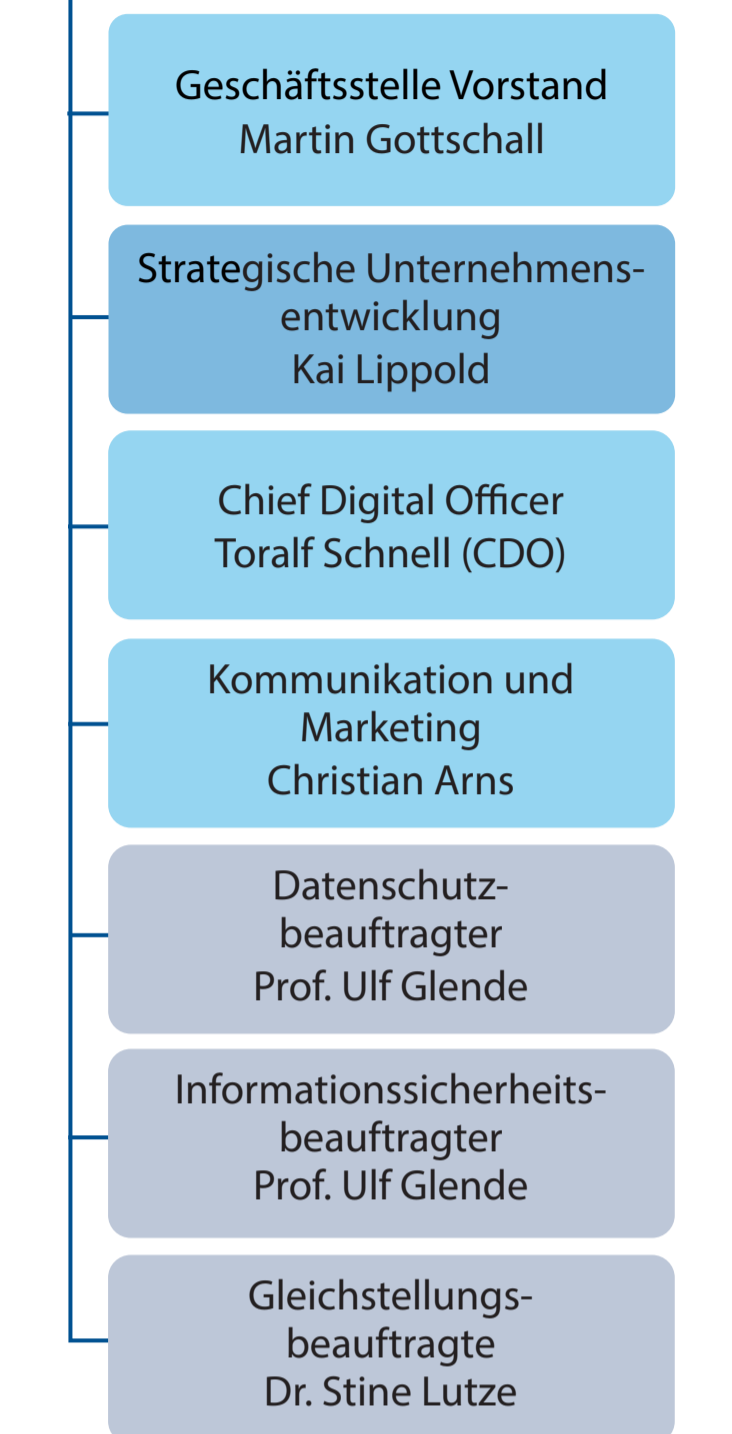 Geschäftsstelle Vorstand
Martin Gottschall
Strategische Unternehmens-
entwicklung
Kai Lippold
Chief Digital Officer
Toralf Schnell (CDO)
Kommunikation und
Marketing
Christian Arns
Datenschutz-
beauftragter
Prof. Ulf Glende
Informationssicherheits-
beauftragter
Prof. Ulf Glende
Gleichstellungs-
beauftragte
Dr. Stine Lutze